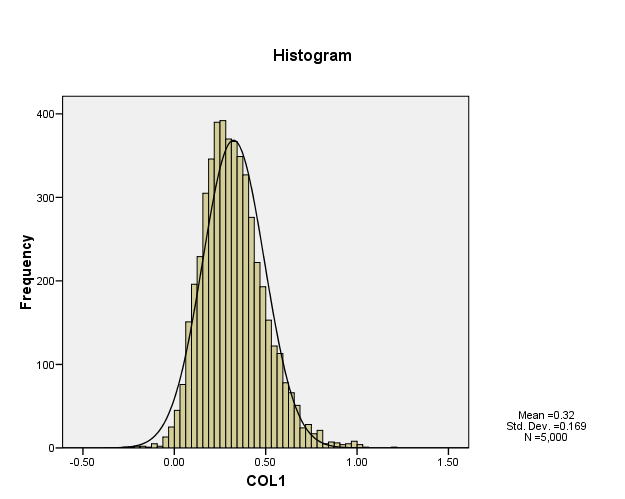 Histogram
400
300
200
100
0
Frequency
-0.50 0.00 0.50 1.00 1.50
COL1
Mean =0.32
Std. Dev. =0.169
N =5,000